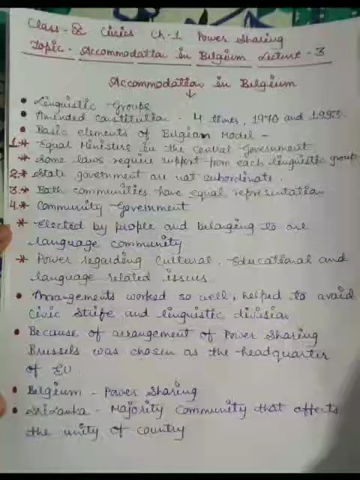 Class-8 Civics Ch-1 Power Sharing
Topic- Accommodation in Belgium Lecture-3
Accommodation in Belgium
↓
• Linguistic Groups
• Amended constitution - 4 times, 1970 and 1993.
• Basic elements of Belgian Model -
1* Equal Ministers in the central Government
* Some laws require support from each linguistic group
2* State government are not subordinate.
3* Both communities have equal representation
4* Community Government
* Elected by people and belonging to one
language community
* Power regarding cultural, Educational and
language related issues
• Arrangements worked so well, helped to avoid
Civic Strife and linguistic division
• Because of arrangement of Power Sharing
Brussels was chosen as the headquarter
of EU
• Belgium - Power Sharing
• Srilanka - Majority community that affects
the unity of country